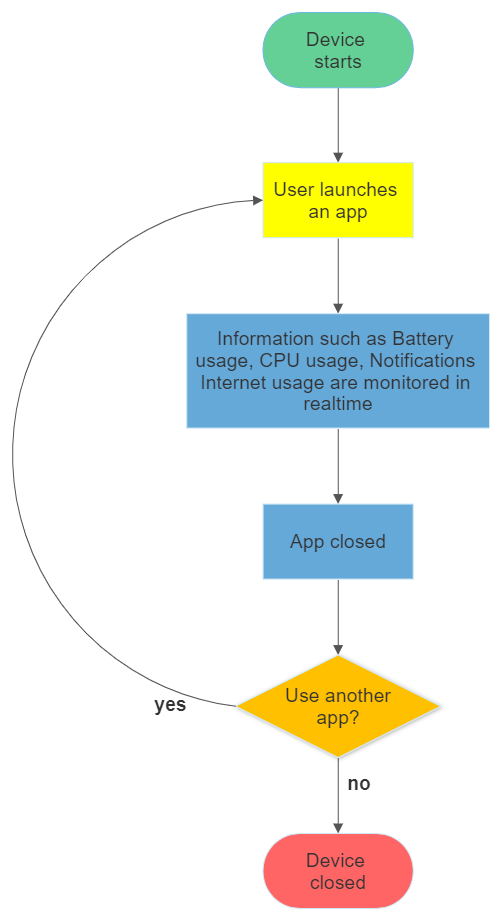 Device
starts
User launches
an app
Information such as Battery
usage, CPU usage, Notifications
Internet usage are monitored in
realtime
App closed
Use another
app?
yes
no
Device
closed